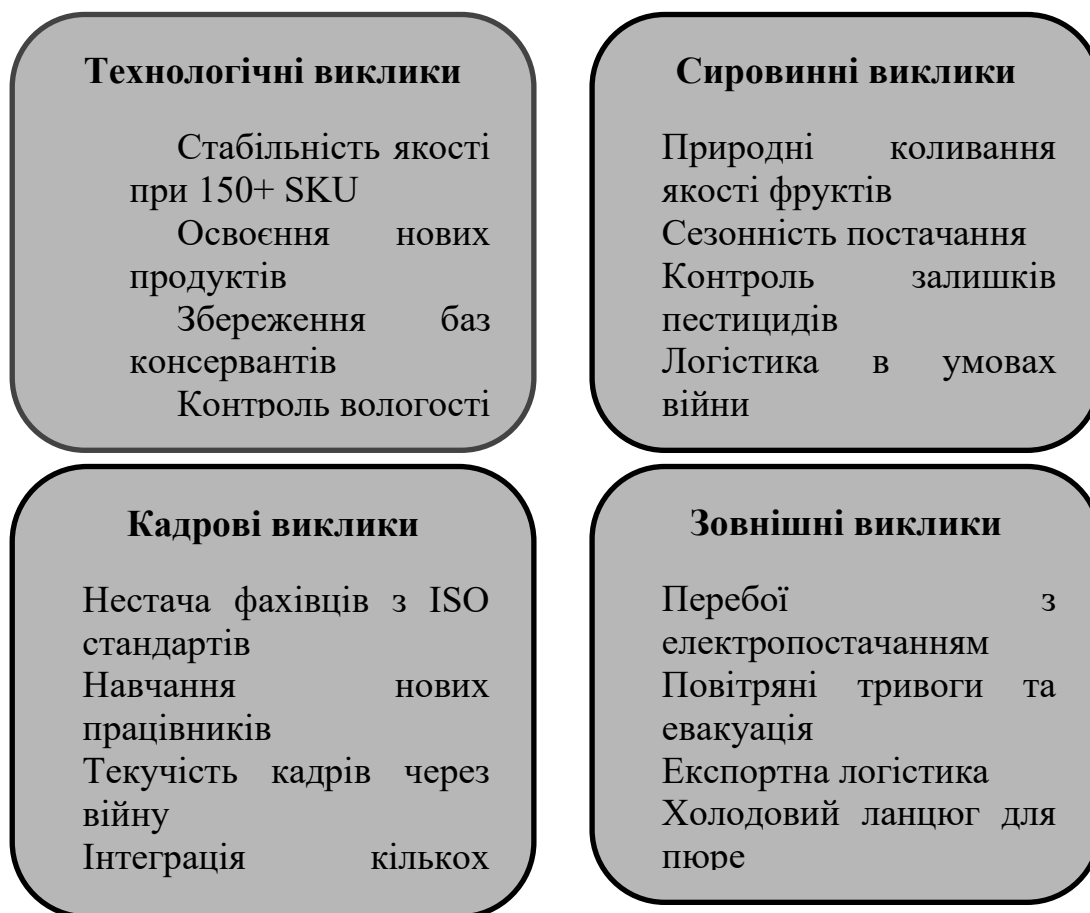 Технологічні виклики
Стабільність якості
при 150+ SKU
Освоєння нових
продуктів
Збереження баз
консервантів
Контроль вологості
Сировинні виклики
Природні коливання
якості фруктів
Сезонність постачання
Контроль залишків
пестицидів
Логістика в умовах
війни
Кадрові виклики
Нестача фахівців з ISO
стандартів
Навчання нових
працівників
Текучість кадрів через
війну
Інтеграція кількох
Зовнішні виклики
Перебої з
електропостачанням
Повітряні тривоги та
евакуація
Експортна логістика
Холодовий ланцюг для
пюре